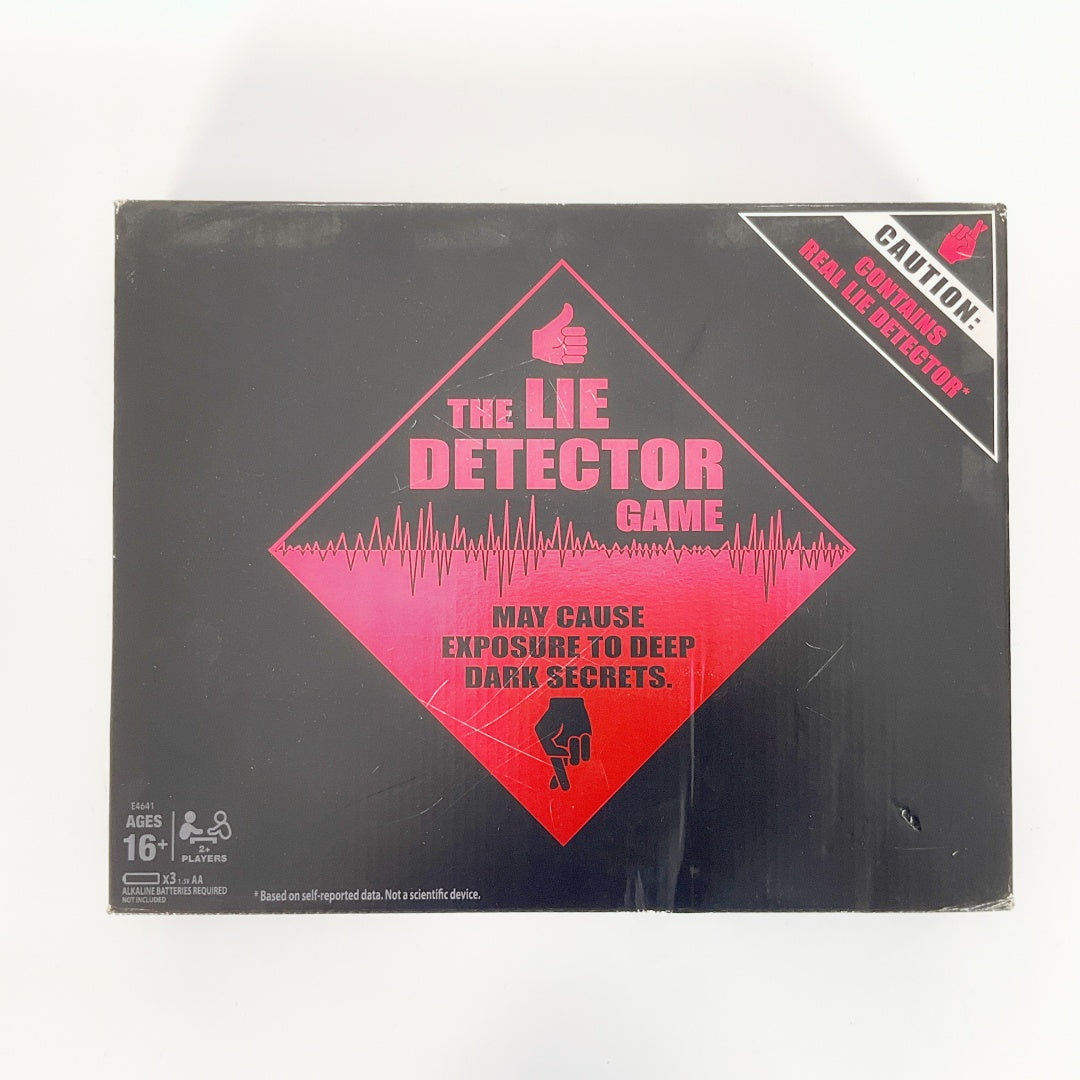 CAUTION:
CONTAINS
REAL LIE DETECTOR*
THE LIE
DETECTOR
GAME
MAY CAUSE
EXPOSURE TO DEEP
DARK SECRETS.
E4641
AGES
16+
2+
PLAYERS
x3 1.5V AA
ALKALINE BATTERIES REQUIRED
NOT INCLUDED
* Based on self-reported data. Not a scientific device.